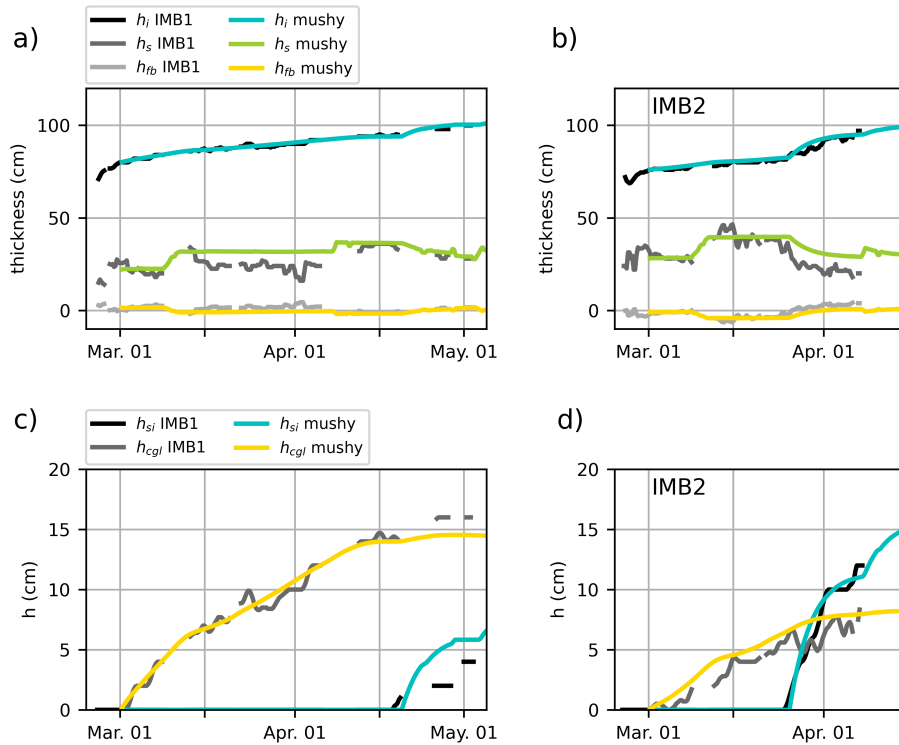 a)
h_i IMB1 h_i mushy
h_s IMB1 h_s mushy
h_fb IMB1 h_fb mushy
thickness (cm)
100
50
0
Mar. 01 Apr. 01 May. 01
b)
IMB2
thickness (cm)
100
50
0
Mar. 01 Apr. 01
c)
h_si IMB1 h_si mushy
h_cgl IMB1 h_cgl mushy
h (cm)
20
15
10
5
0
Mar. 01 Apr. 01 May. 01
d)
IMB2
h (cm)
20
15
10
5
0
Mar. 01 Apr. 01